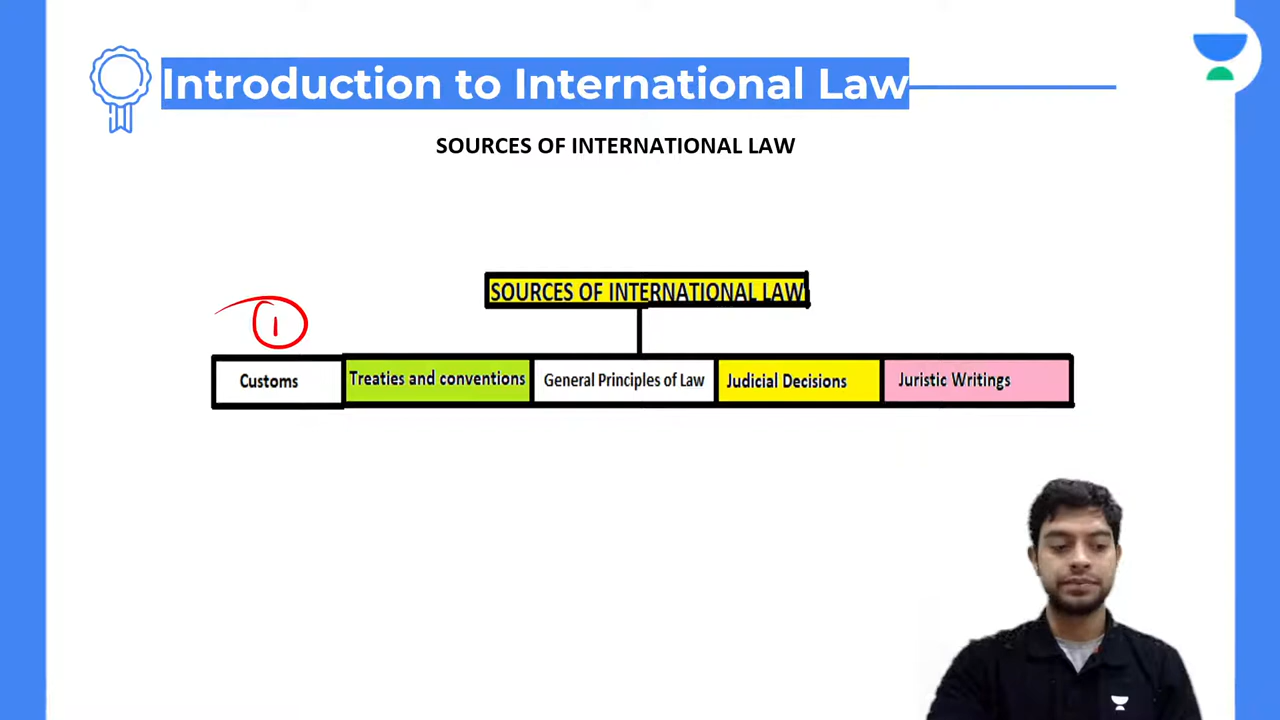 Introduction to International Law
SOURCES OF INTERNATIONAL LAW
SOURCES OF INTERNATIONAL LAW
1
Customs
Treaties and conventions
General Principles of Law
Judicial Decisions
Juristic Writings